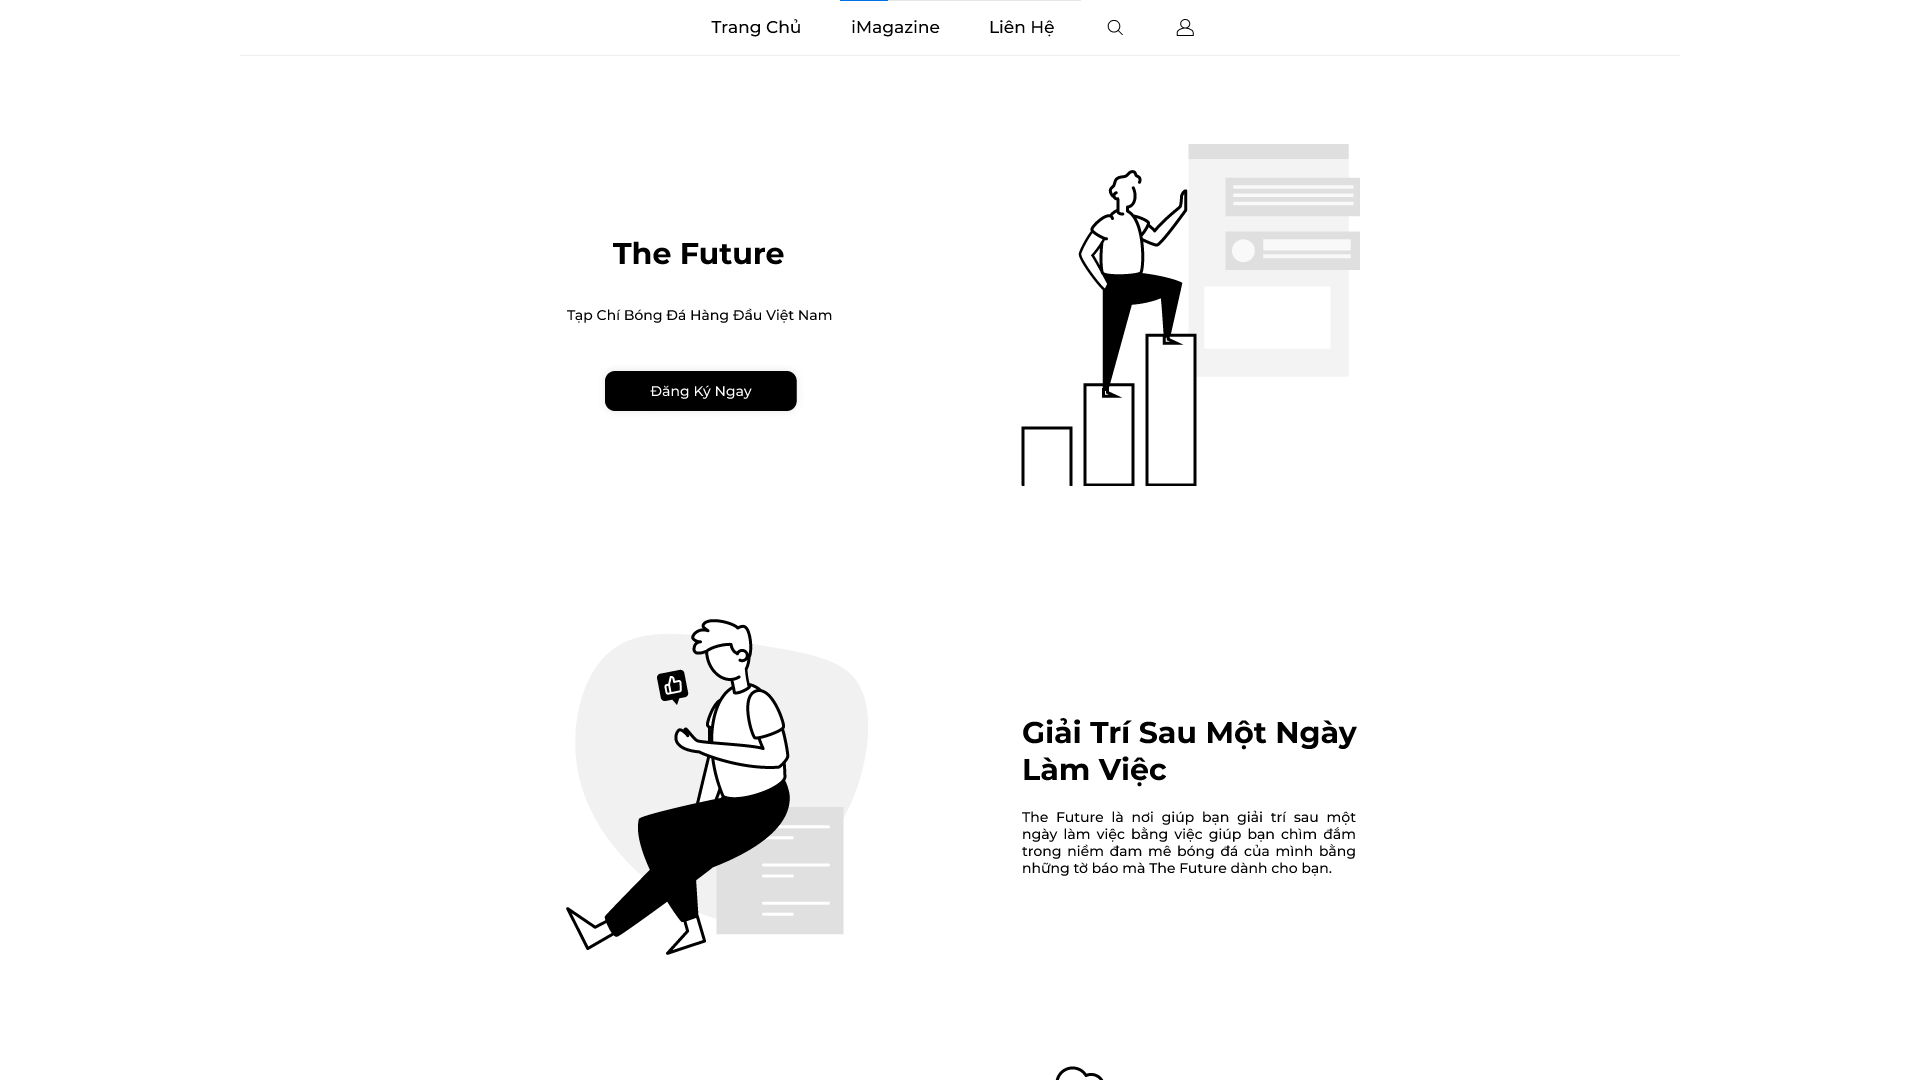 Trang Chủ
iMagazine
Liên Hệ
The Future
Tạp Chí Bóng Đá Hàng Đầu Việt Nam
Đăng Ký Ngay
Giải Trí Sau Một Ngày
Làm Việc
The Future là nơi giúp bạn giải trí sau một
ngày làm việc bằng việc giúp bạn chìm đắm
trong niềm đam mê bóng đá của mình bằng
những tờ báo mà The Future dành cho bạn.